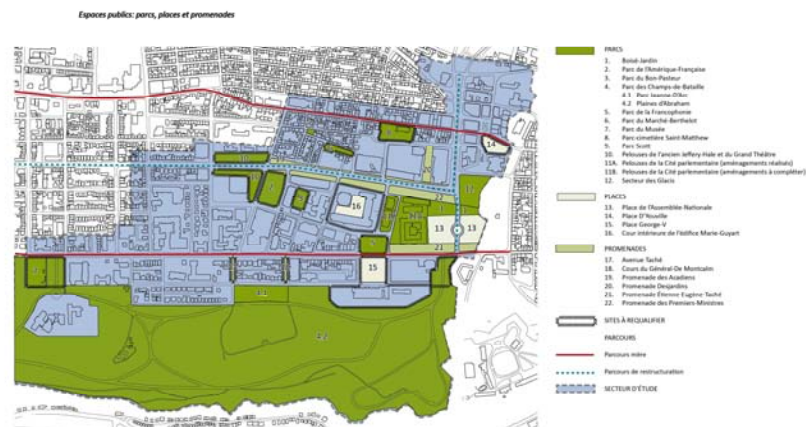 Espaces publics: parcs, places et promenades
PARCS
1. Boisé-Jardin
2. Parc de l'Amérique-Française
3. Parc du Bon-Pasteur
4. Parc des Champs-de-Bataille
4.1 Parc Jeanne-D'Arc
4.2 Plaines d'Abraham
5. Parc de la Francophonie
6. Parc du Marché-Berthelot
7. Parc du Musée
8. Parc-cimetière Saint-Matthew
9. Parc Scott
10. Pelouses de l'ancien Jeffery Hale et du Grand Théâtre
11A. Pelouses de la Cité parlementaire (aménagements réalisés)
11B. Pelouses de la Cité parlementaire (aménagements à compléter)
12. Secteur des Glacis
PLACES
13. Place de l'Assemblée-Nationale
14. Place D'Youville
15. Place George-V
16. Cour intérieure de l'édifice Marie-Guyart
PROMENADES
17. Avenue Taché
18. Cours du Général-De Montcalm
19. Promenade des Acadiens
20. Promenade Desjardins
21. Promenade Étienne Eugène-Taché
22. Promenade des Premiers-Ministres
SITES À REQUALIFIER
PARCOURS
Parcours mère
Parcours de restructuration
SECTEUR D'ÉTUDE
14
20
16
13
13
21
15
4.1
4.2